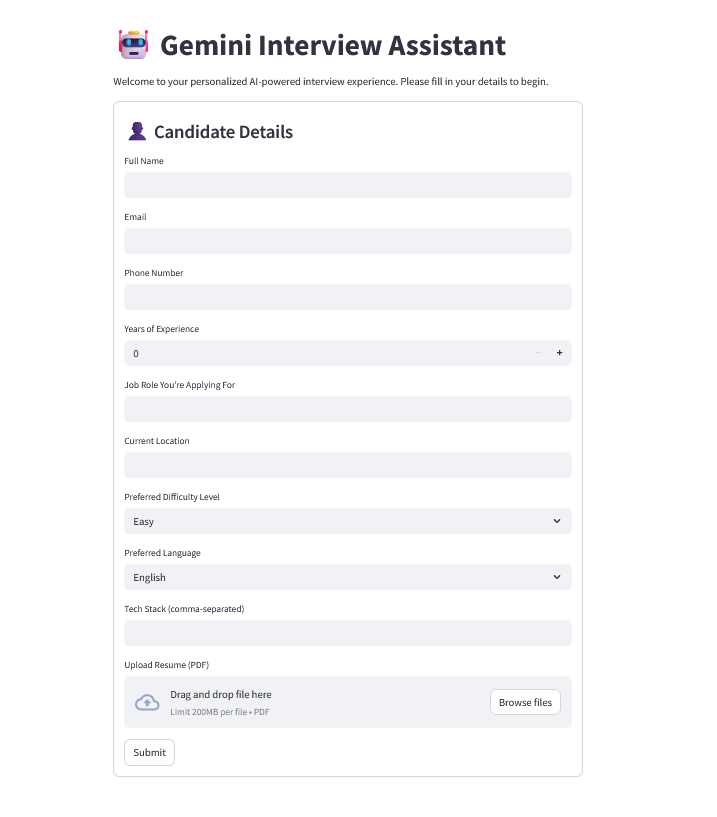 Gemini Interview Assistant
Welcome to your personalized AI-powered interview experience. Please fill in your details to begin.
Candidate Details
Full Name
Email
Phone Number
Years of Experience
0 − +
Job Role You're Applying For
Current Location
Preferred Difficulty Level
Easy
Preferred Language
English
Tech Stack (comma-separated)
Upload Resume (PDF)
Drag and drop file here
Limit 200MB per file • PDF
Browse files
Submit